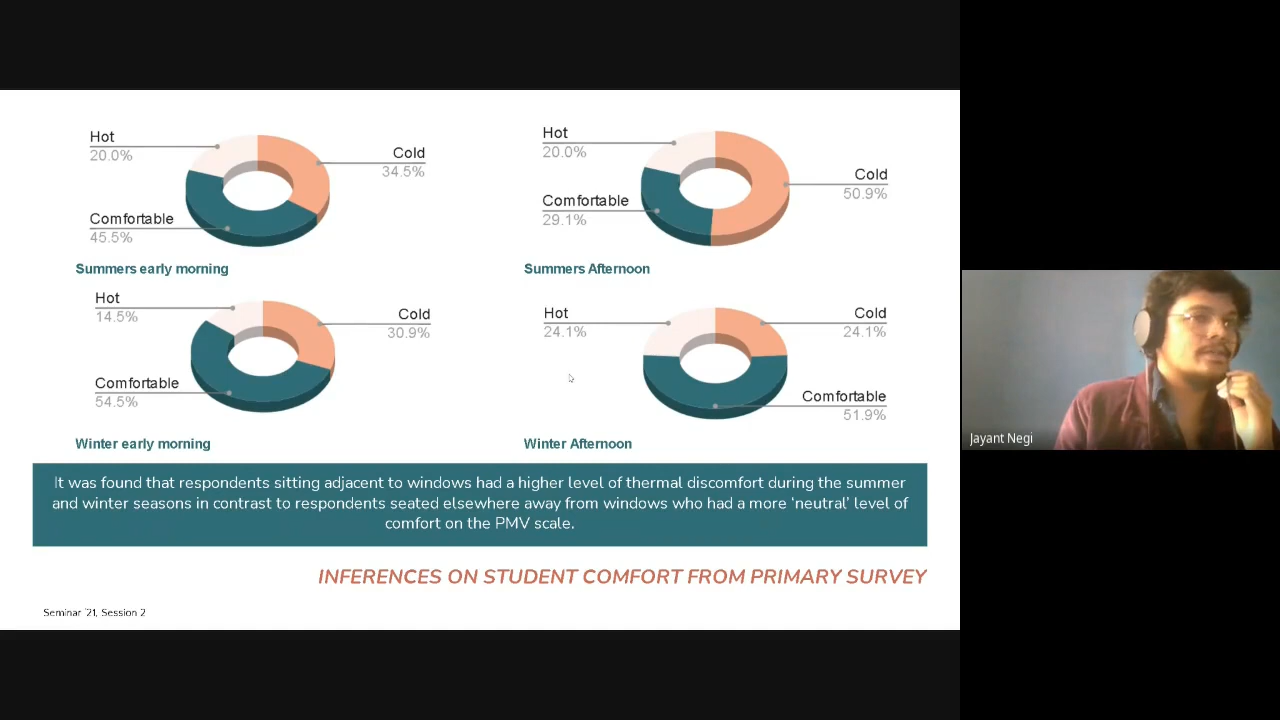 Hot
20.0%
Cold
34.5%
Comfortable
45.5%
Summers early morning
Hot
20.0%
Cold
50.9%
Comfortable
29.1%
Summers Afternoon
Hot
14.5%
Cold
30.9%
Comfortable
54.5%
Winter early morning
Hot
24.1%
Cold
24.1%
Comfortable
51.9%
Winter Afternoon
It was found that respondents sitting adjacent to windows had a higher level of thermal discomfort during the summer
and winter seasons in contrast to respondents seated elsewhere away from windows who had a more ‘neutral’ level of
comfort on the PMV scale.
INFERENCES ON STUDENT COMFORT FROM PRIMARY SURVEY
Seminar '21, Session 2
Jayant Negi